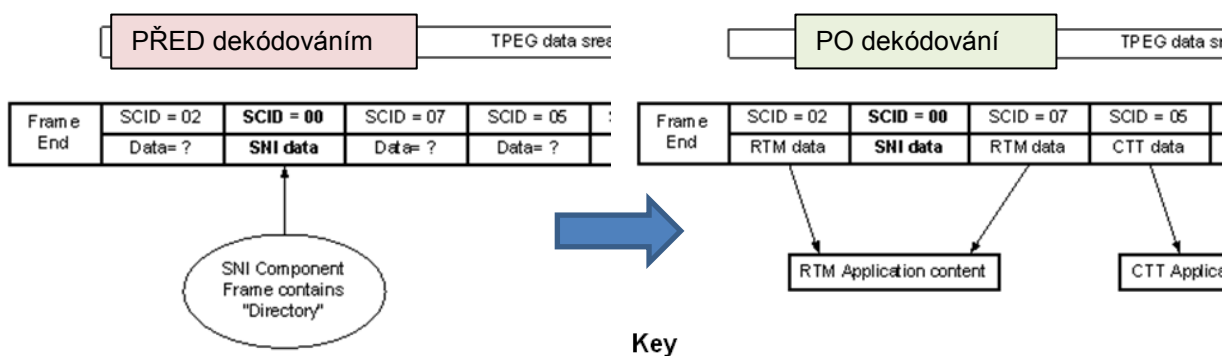 PŘED dekódováním
TPEG data srea
Frame End
SCID = 02
SCID = 00
SCID = 07
SCID = 05
Data= ?
SNI data
Data= ?
Data= ?
SNI Component
Frame contains
"Directory"
PO dekódování
TPEG data sr
Frame End
SCID = 02
SCID = 00
SCID = 07
SCID = 05
RTM data
SNI data
RTM data
CTT data
RTM Application content
CTT Applica
Key